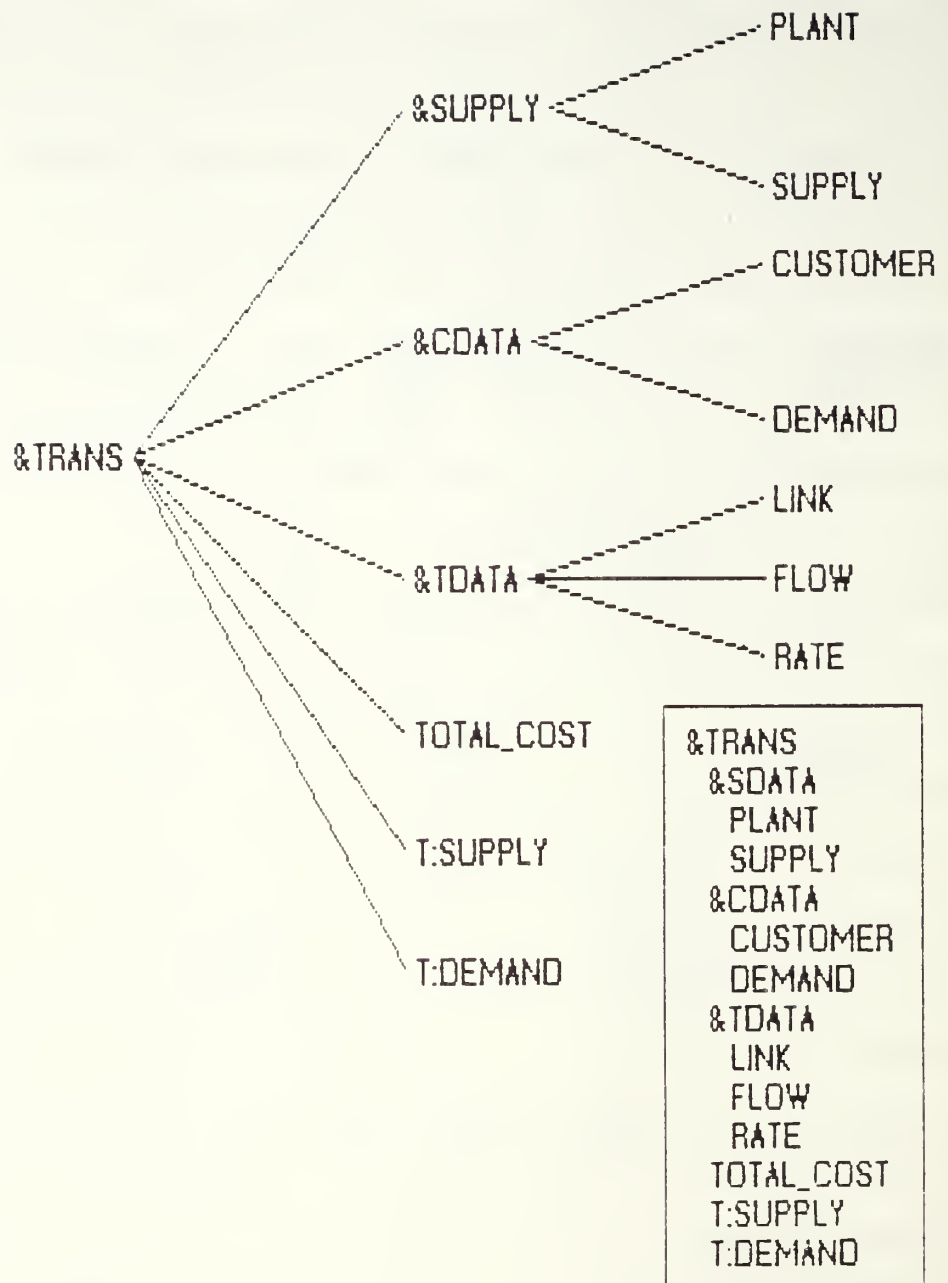 PLANT
&SUPPLY
SUPPLY
CUSTOMER
&CDATA
DEMAND
&TRANS
LINK
&TDATA
FLOW
RATE
TOTAL_COST
T:SUPPLY
T:DEMAND
&TRANS
&SDATA
PLANT
SUPPLY
&CDATA
CUSTOMER
DEMAND
&TDATA
LINK
FLOW
RATE
TOTAL_COST
T:SUPPLY
T:DEMAND